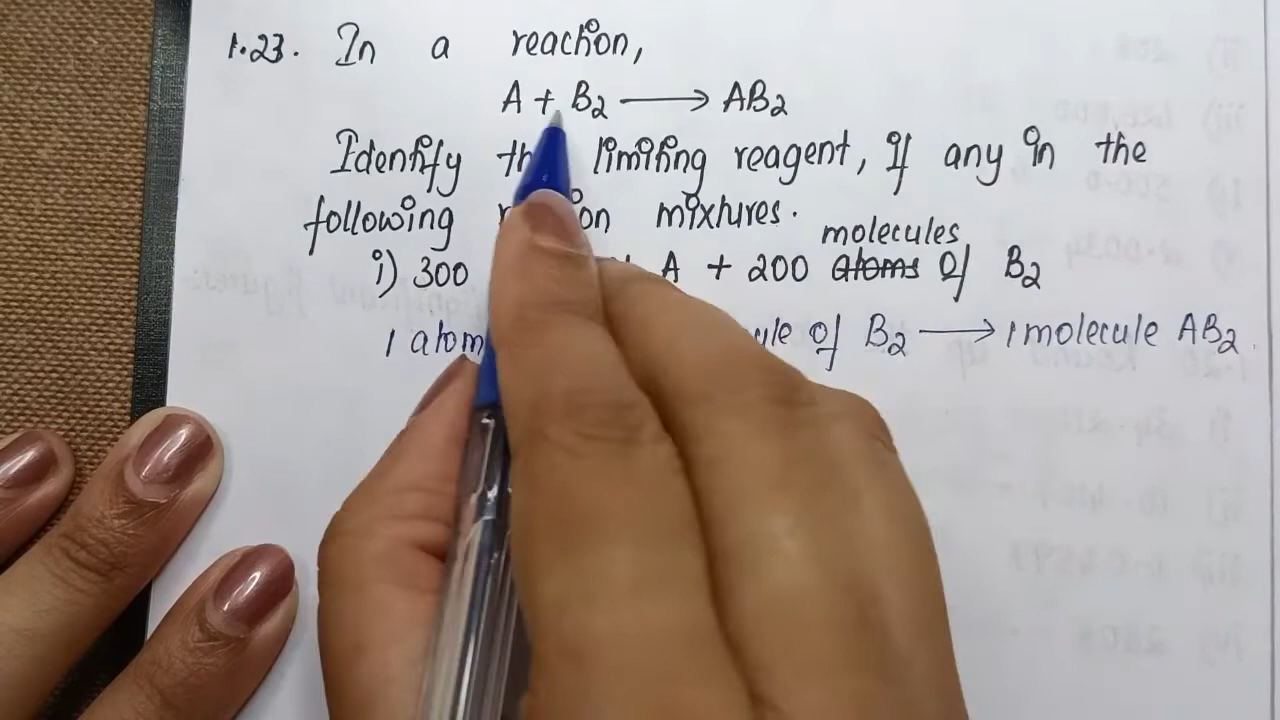 1.23. In a reaction,
A + B₂ ⟶ AB₂
Identify limiting reagent, if any in the
following mixtures.
molecules
i) 300 A + 200 atoms of B₂
1 atom of B₂ ⟶ 1 molecule AB₂.